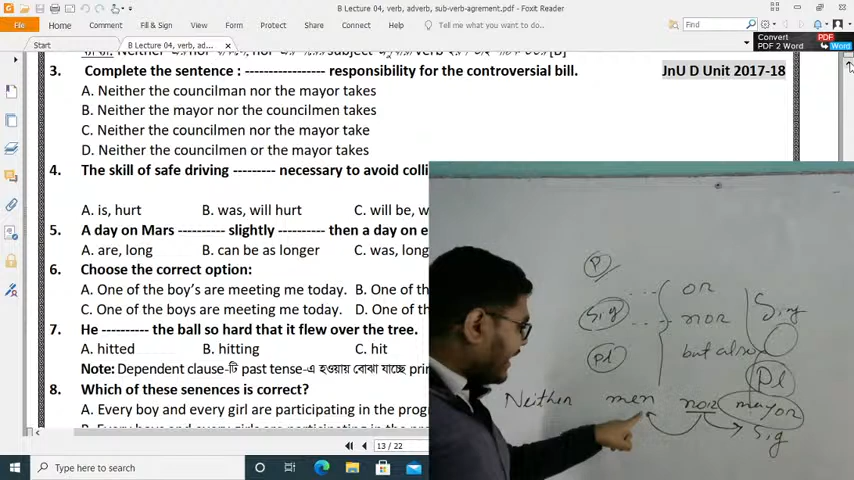 B Lecture 04, verb, adverb, sub-verb-agrement.pdf - Foxit Reader
File Home Comment Fill & Sign View Form Protect Share Connect Help Tell me what you want to do...
Start B Lecture 04, verb, ad...
Convert PDF
PDF 2 Word Word
3. Complete the sentence : ----------------- responsibility for the controversial bill. JnU D Unit 2017-18
A. Neither the councilman nor the mayor takes
B. Neither the mayor nor the councilmen takes
C. Neither the councilmen nor the mayor take
D. Neither the councilmen or the mayor takes
4. The skill of safe driving --------- necessary to avoid colli
A. is, hurt B. was, will hurt C. will be, w
5. A day on Mars ---------- slightly ---------- then a day on e
A. are, long B. can be as longer C. was, long
6. Choose the correct option:
A. One of the boy's are meeting me today. B. One of th
C. One of the boys are meeting me today. D. One of th
7. He ---------- the ball so hard that it flew over the tree.
A. hitted B. hitting C. hit
Note: Dependent clause-টি past tense-এ হওয়ায় বোঝা যাচ্ছে prin
8. Which of these sences is correct?
A. Every boy and every girl are participating in the prog
P
Sig
Pl
or
nor
but also
Sig
Pl
Neither men nor mayor
Sig
13 / 22
Type here to search